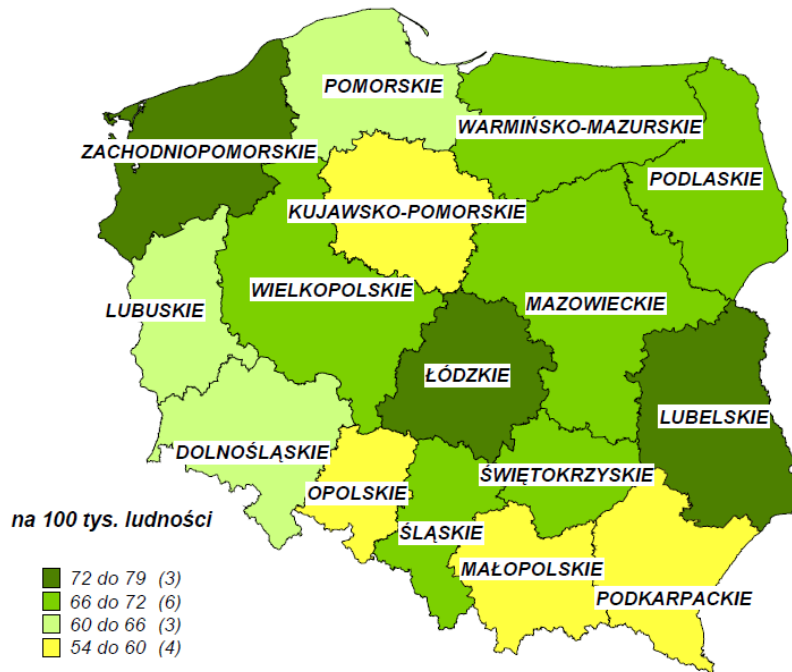 POMORSKIE
WARMIŃSKO-MAZURSKIE
ZACHODNIOPOMORSKIE
PODLASKIE
KUJAWSKO-POMORSKIE
WIELKOPOLSKIE
MAZOWIECKIE
LUBUSKIE
ŁÓDZKIE
LUBELSKIE
DOLNOŚLĄSKIE
ŚWIĘTOKRZYSKIE
OPOLSKIE
ŚLĄSKIE
MAŁOPOLSKIE
PODKARPACKIE
na 100 tys. ludności
72 do 79 (3)
66 do 72 (6)
60 do 66 (3)
54 do 60 (4)